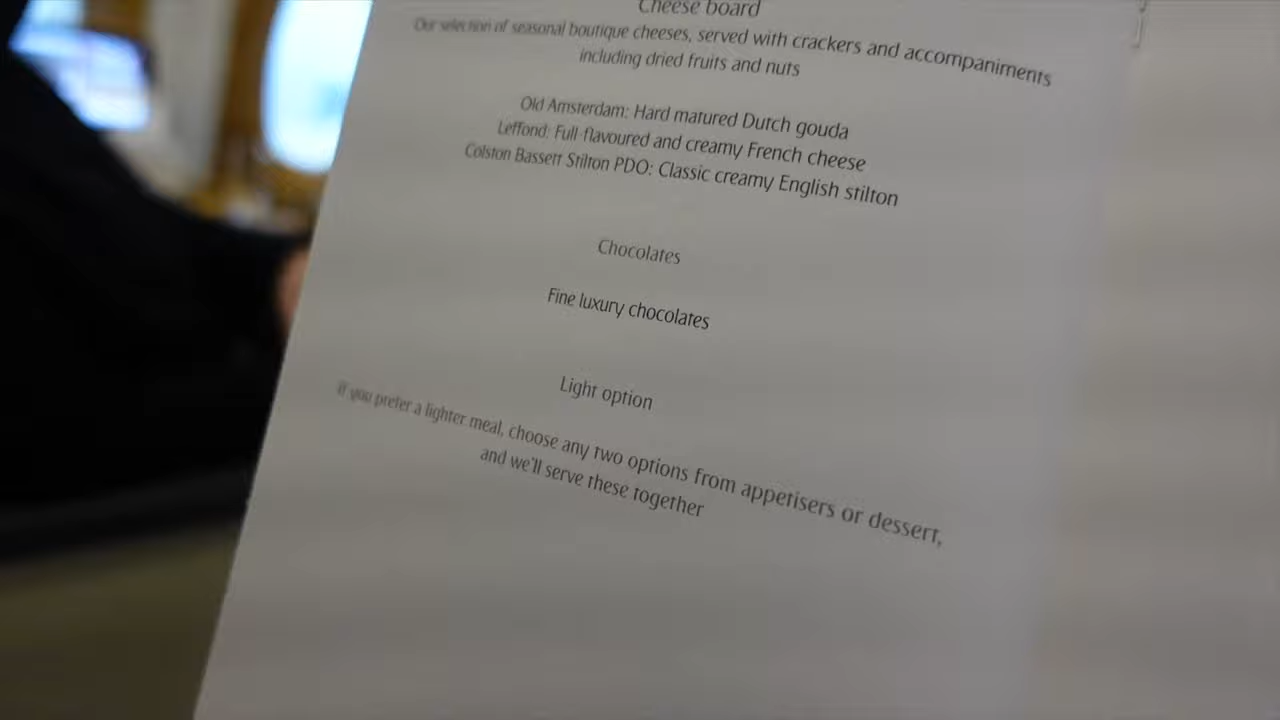 Cheese board
Our selection of seasonal boutique cheeses, served with crackers and accompaniments
including dried fruits and nuts
Old Amsterdam: Hard matured Dutch gouda
Leffond: Full-flavoured and creamy French cheese
Colston Bassett Stilton PDO: Classic creamy English stilton
Chocolates
Fine luxury chocolates
Light option
If you prefer a lighter meal, choose any two options from appetisers or dessert,
and we'll serve these together